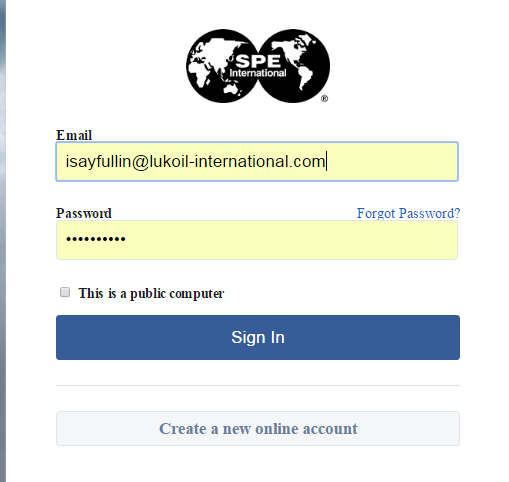 SPE
International
®
Email
isayfullin@lukoil-international.com
Password Forgot Password?
••••••••••
This is a public computer
Sign In
Create a new online account